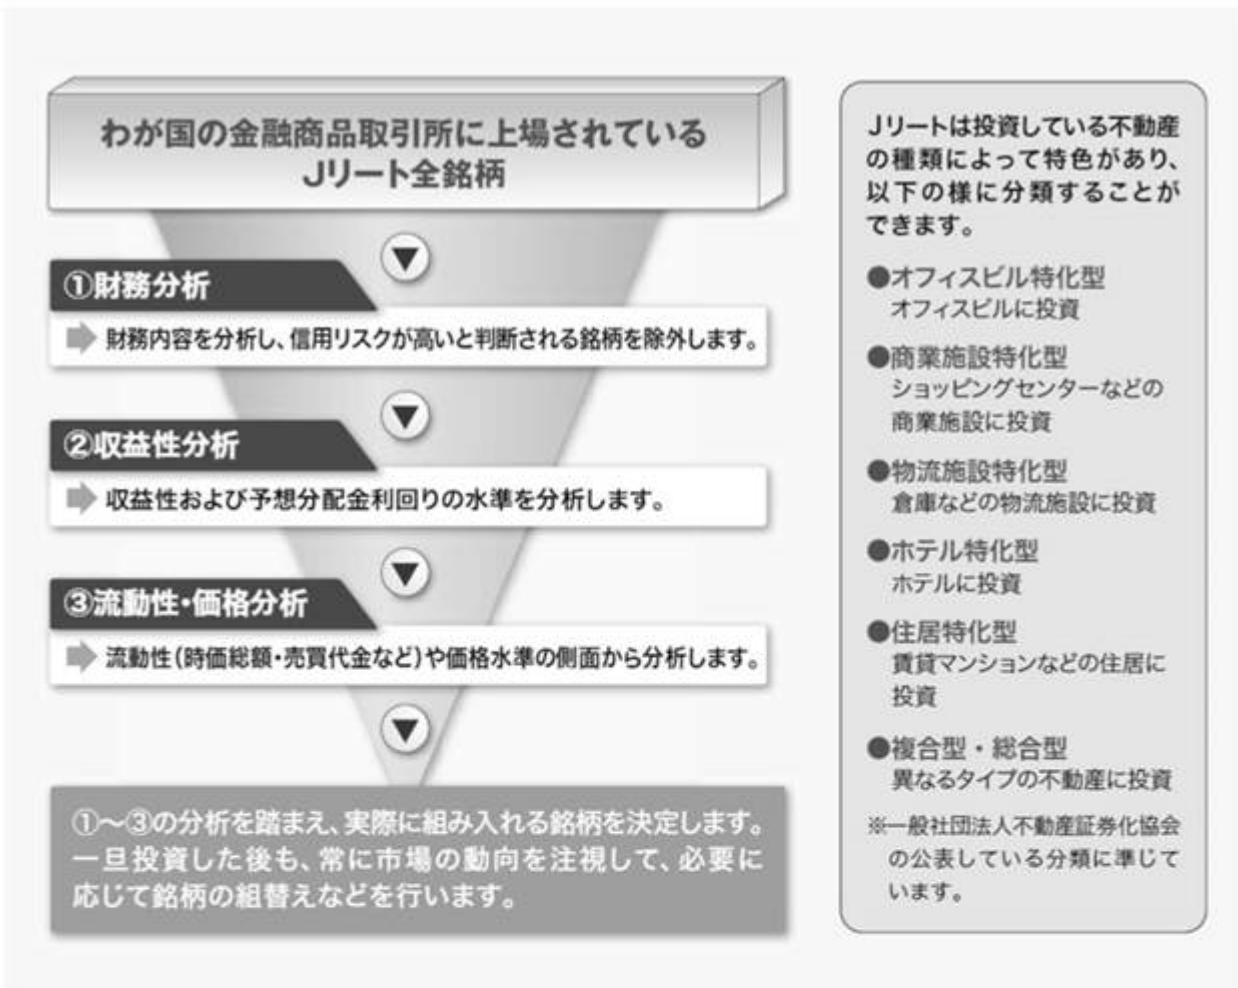 わが国の金融商品取引所に上場されている
Jリート全銘柄
▼
①財務分析
財務内容を分析し、信用リスクが高いと判断される銘柄を除外します。
▼
②収益性分析
収益性および予想分配金利回りの水準を分析します。
▼
③流動性・価格分析
流動性(時価総額・売買代金など)や価格水準の側面から分析します。
▼
①〜③の分析を踏まえ、実際に組み入れる銘柄を決定します。
一旦投資した後も、常に市場の動向を注視して、必要に
応じて銘柄の組替えなどを行います。
Jリートは投資している不動産
の種類によって特色があり、
以下の様に分類することが
できます。
●オフィスビル特化型
オフィスビルに投資
●商業施設特化型
ショッピングセンターなどの
商業施設に投資
●物流施設特化型
倉庫などの物流施設に投資
●ホテル特化型
ホテルに投資
●住居特化型
賃貸マンションなどの住居に
投資
●複合型・総合型
異なるタイプの不動産に投資
※一般社団法人不動産証券化協会
の公表している分類に準じて
います。